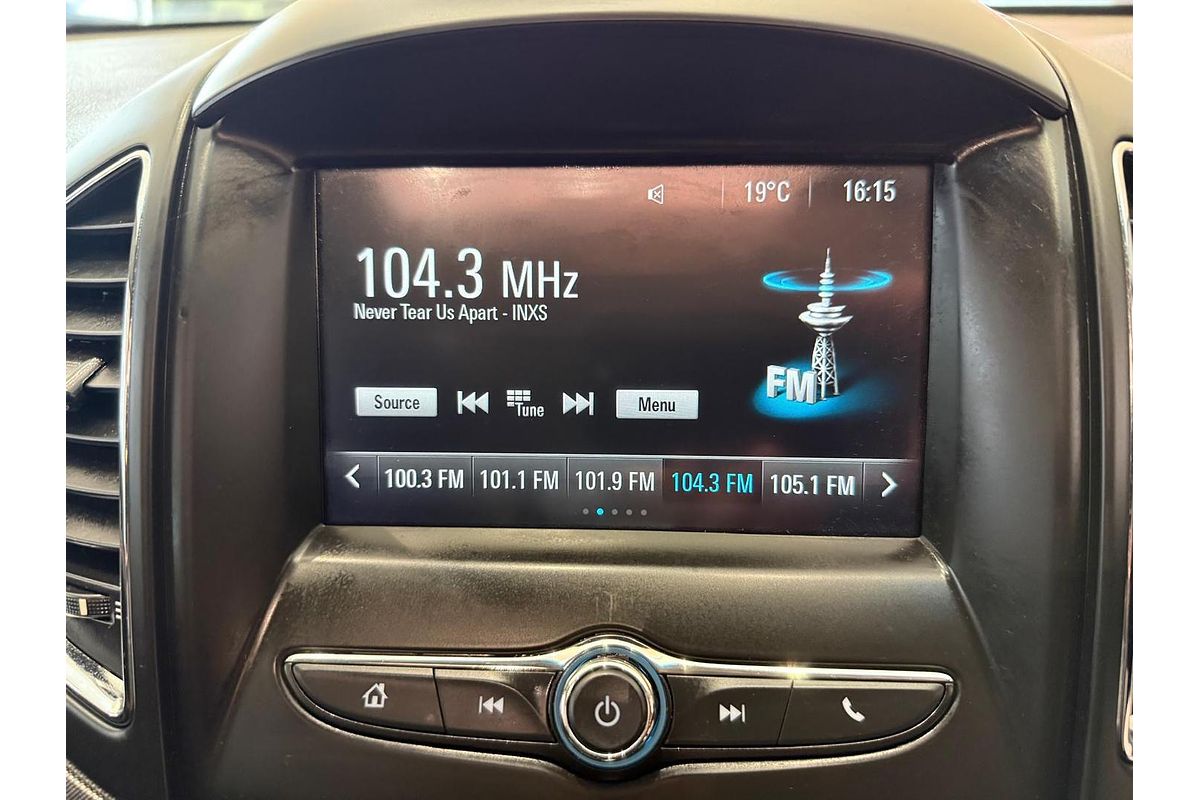 19°C 16:15
104.3 MHz
Never Tear Us Apart - INXS
FM
Source Tune Menu
100.3 FM 101.1 FM 101.9 FM 104.3 FM 105.1 FM